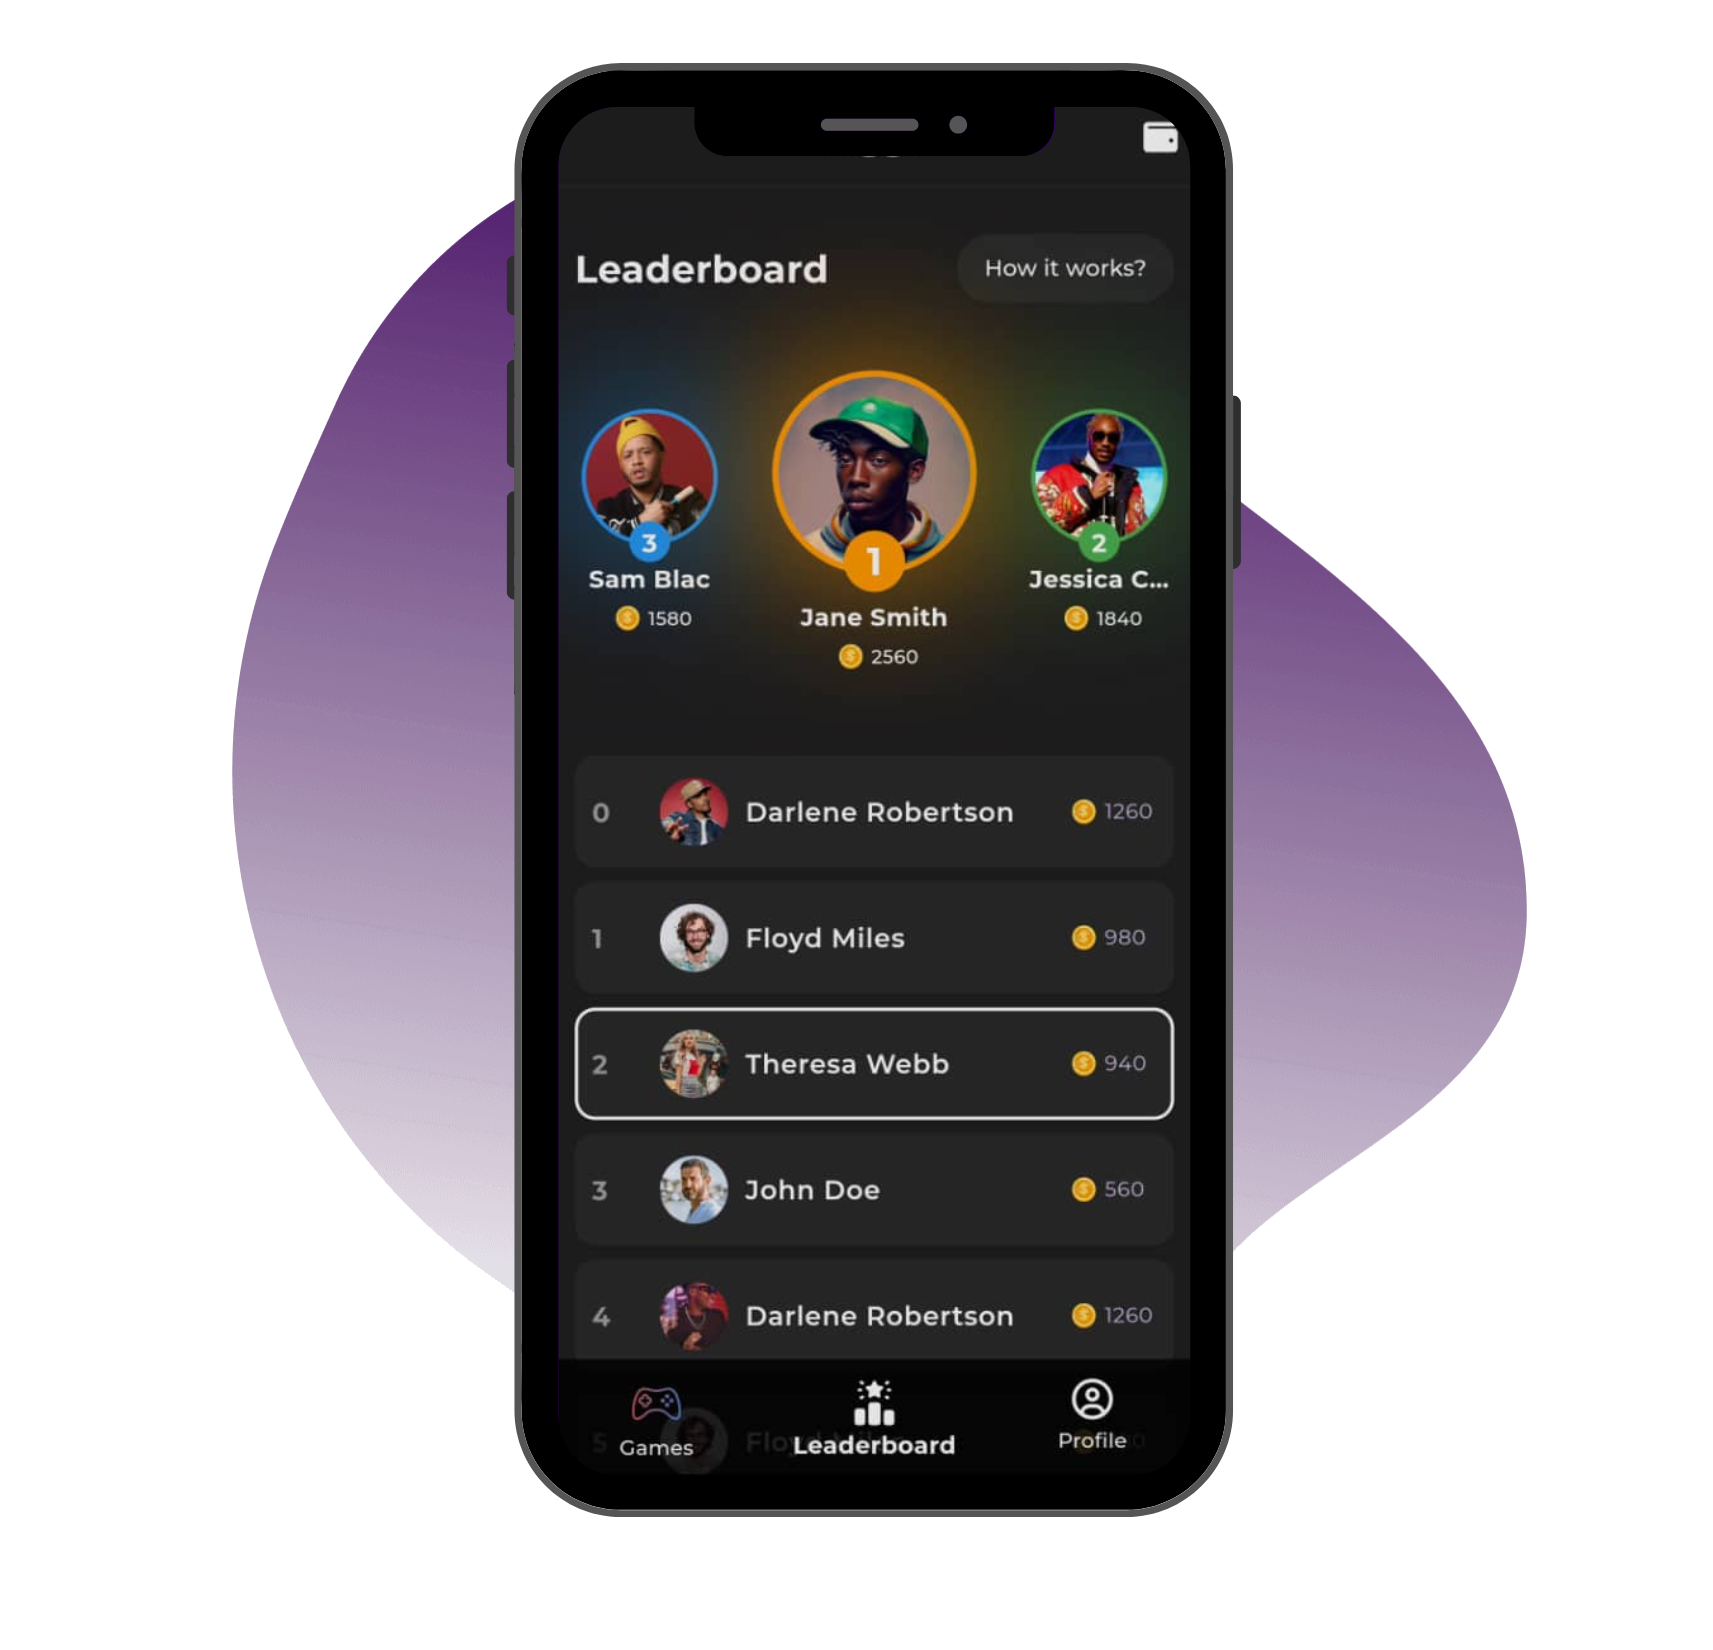 Leaderboard
How it works?
3
1
2
Sam Blac
Jane Smith
Jessica C...
1580
2560
1840
0 Darlene Robertson 1260
1 Floyd Miles 980
2 Theresa Webb 940
3 John Doe 560
4 Darlene Robertson 1260
5
Games
Leaderboard
Profile